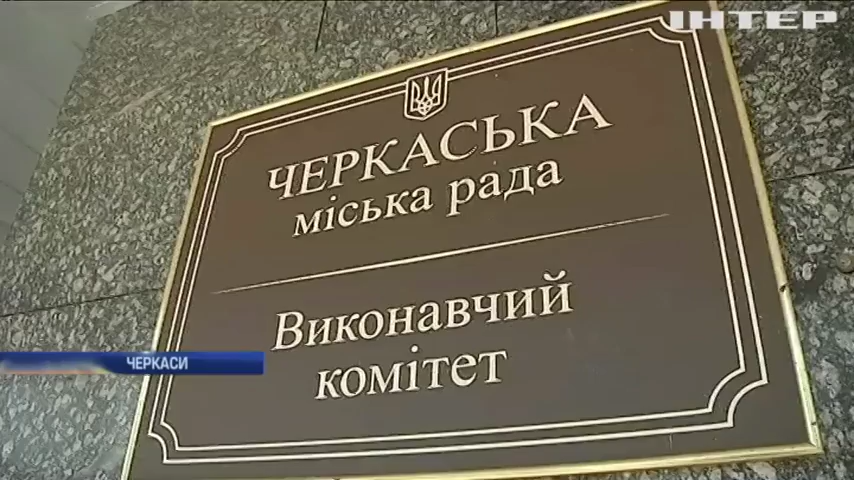 ІНТЕР
ЧЕРКАСЬКА
міська рада
Виконавчий
комітет
ЧЕРКАСИ